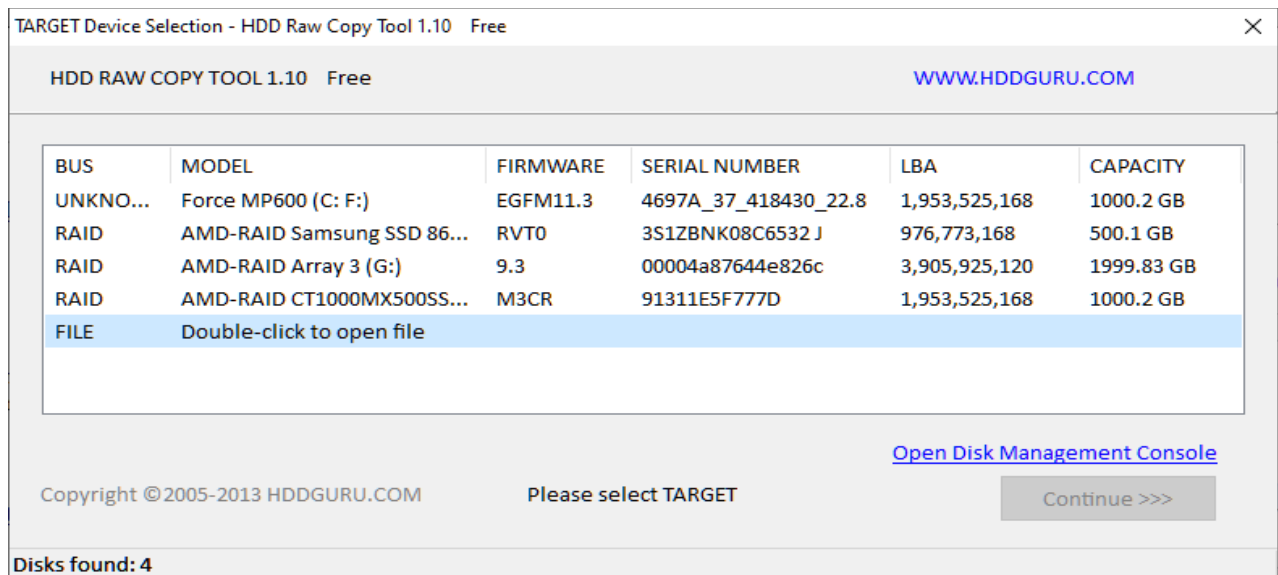 TARGET Device Selection - HDD Raw Copy Tool 1.10 Free
HDD RAW COPY TOOL 1.10 Free WWW.HDDGURU.COM
BUS MODEL FIRMWARE SERIAL NUMBER LBA CAPACITY
UNKNO... Force MP600 (C: F:) EGFM11.3 4697A_37_418430_22.8 1,953,525,168 1000.2 GB
RAID AMD-RAID Samsung SSD 86... RVT0 3S1ZBNK08C6532 J 976,773,168 500.1 GB
RAID AMD-RAID Array 3 (G:) 9.3 00004a87644e826c 3,905,925,120 1999.83 GB
RAID AMD-RAID CT1000MX500SS... M3CR 91311E5F777D 1,953,525,168 1000.2 GB
FILE Double-click to open file
Open Disk Management Console
Copyright ©2005-2013 HDDGURU.COM Please select TARGET Continue >>>
Disks found: 4